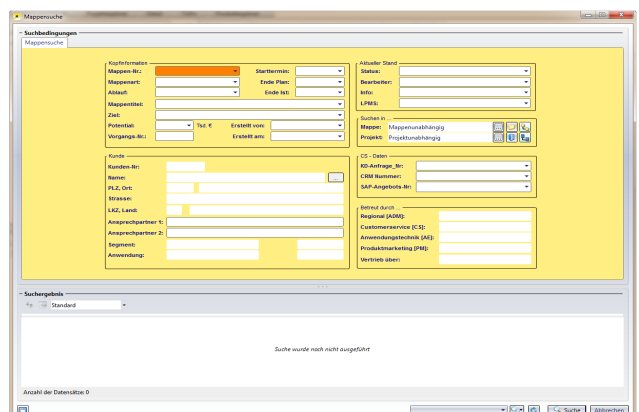 Mappensuche
Suchbedingungen
Mappensuche
Kopfinformation
Mappen-Nr.:
Starttermin:
Mappenart:
Ende Plan:
Ablauf:
Ende Ist:
Mappentitel:
Ziel:
Potential:
Tsd. €
Erstellt von:
Vorgangs-Nr.:
Erstellt am:
Aktueller Stand
Status:
Bearbeiter:
Info:
LPMS:
Suchen in ...
Mappe: Mappenunabhängig
Projekt: Projektunabhängig
Kunde
Kunden-Nr:
Name:
...
PLZ, Ort:
Strasse:
LKZ, Land:
Ansprechpartner 1:
Ansprechpartner 2:
Segment:
Anwendung:
CS - Daten
KD-Anfrage_Nr:
CRM Nummer:
SAP-Angebots-Nr:
Betreut durch ...
Regional [ADM]:
Customerservice [CS]:
Anwendungstechnik [AE]:
Produktmarketing [PM]:
Vertrieb über:
Suchergebnis
Standard
Suche wurde noch nicht ausgeführt
Anzahl der Datensätze: 0
Suche
Abbrechen